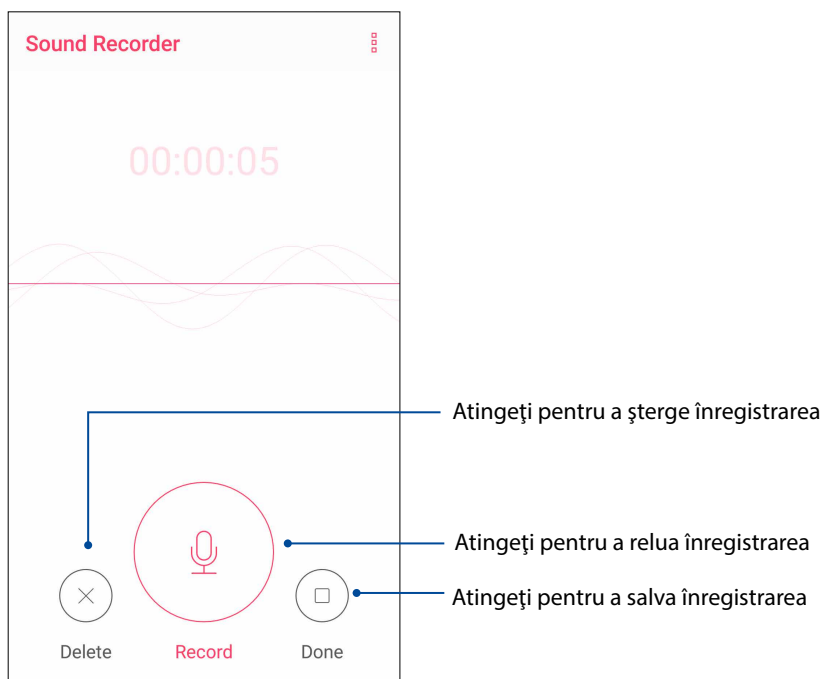 Sound Recorder
00:00:05
Atingeţi pentru a şterge înregistrarea
Atingeţi pentru a relua înregistrarea
Atingeţi pentru a salva înregistrarea
Delete Record Done